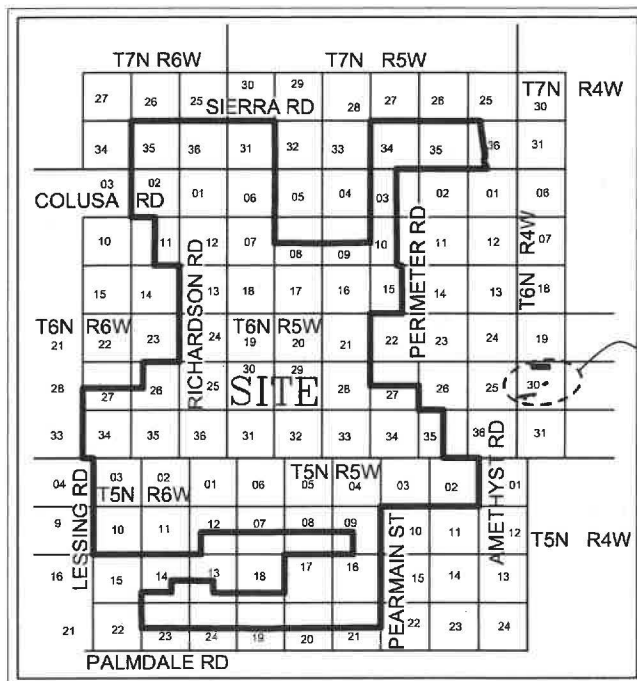 T7N R6W T7N R5W
T7N R4W
27 26 25 30 29 28 27 26 25 30
SIERRA RD
34 35 36 31 32 33 34 35 36 31
03 02 01 06 05 04 03 02 01 06
COLUSA RD
10 11 12 07 08 09 10 11 12 07
15 14 13 18 17 16 15 14 13 18
T6N R6W T6N R5W
21 22 23 24 19 20 21 22 23 24 19
28 27 26 25 30 29 28 27 26 25 30
SITE
33 34 35 36 31 32 33 34 35 36 31
T5N R5W
04 03 02 01 06 05 04 03 02 01
T5N R6W
9 10 11 12 07 08 09 10 11 12
T5N R4W
16 15 14 13 18 17 16 15 14 13
21 22 23 24 19 20 21 22 23 24
PALMDALE RD
RICHARDSON RD
PERIMETER RD
T6N R4W
LESSING RD
PEARMAIN ST
AMETHYST RD